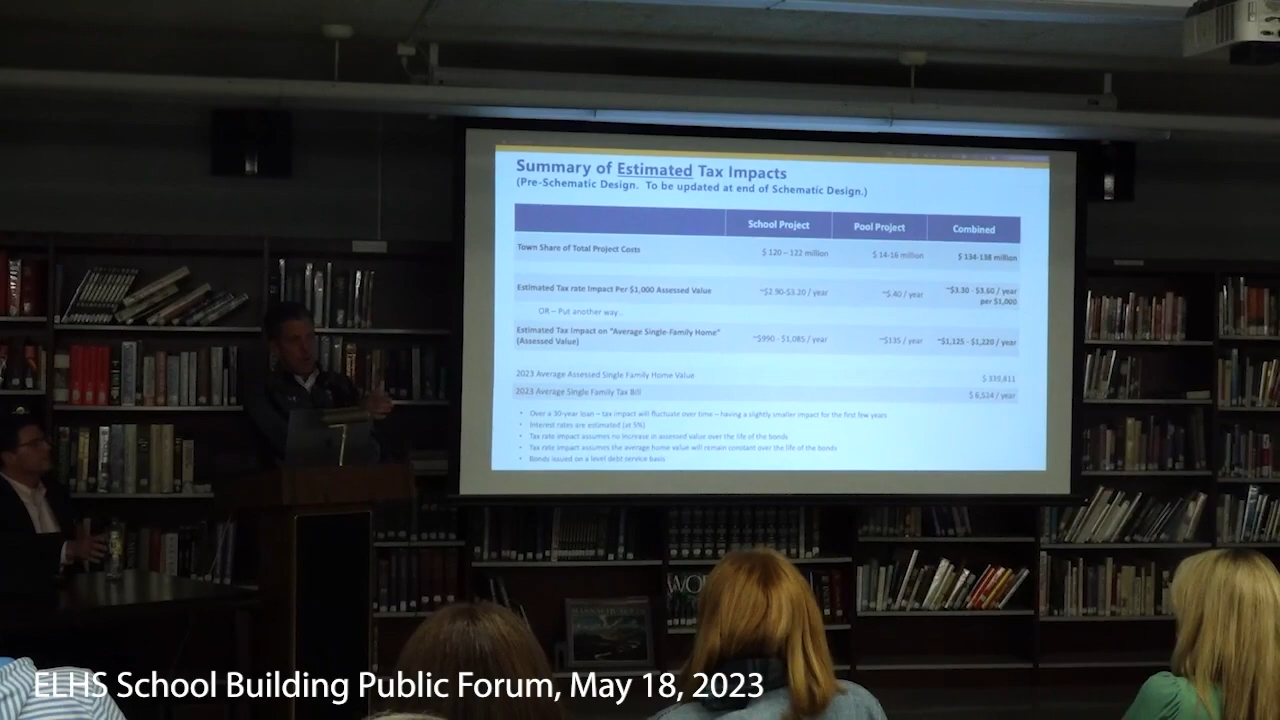 Summary of Estimated Tax Impacts
(Pre-Schematic Design. To be updated at end of Schematic Design.)
School Project
Pool Project
Combined
Town Share of Total Project Costs
$ 120 – 122 million
$ 14-16 million
$ 134-138 million
Estimated Tax rate Impact Per $1,000 Assessed Value
~$2.90-$3.20 / year
~$.40 / year
~$3.30 - $3.60 / year
per $1,000
OR – Put another way…
Estimated Tax Impact on "Average Single-Family Home"
(Assessed Value)
~$990 - $1,085 / year
~$135 / year
~$1,125 - $1,220 / year
2023 Average Assessed Single Family Home Value
$ 339,811
2023 Average Single Family Tax Bill
$ 6,524 / year
• Over a 30-year loan – tax impact will fluctuate over time – having a slightly smaller impact for the first few years
• Interest rates are estimated (at 5%)
• Tax rate impact assumes no increase in assessed value over the life of the bonds
• Tax rate impact assumes the average home value will remain constant over the life of the bonds
• Bonds issued on a level debt service basis
ELHS School Building Public Forum, May 18, 2023